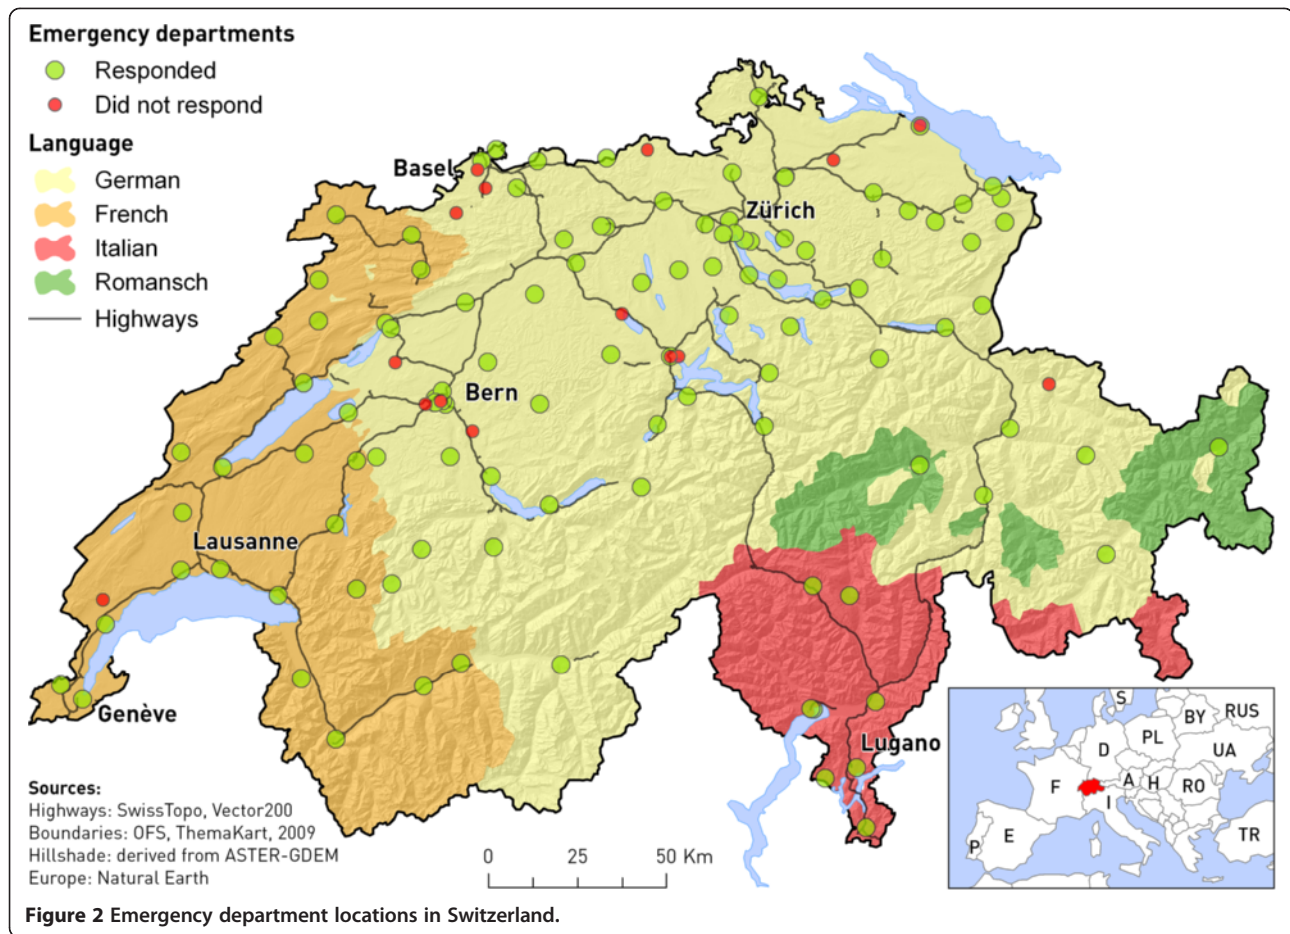 Emergency departments
Responded
Did not respond
Language
German
French
Italian
Romansch
Highways
Basel
Zürich
Bern
Lausanne
Genève
Lugano
S
RUS
BY
PL
D
UA
A
H
RO
F
I
E
P
TR
Sources:
Highways: SwissTopo, Vector200
Boundaries: OFS, ThemaKart, 2009
Hillshade: derived from ASTER-GDEM
Europe: Natural Earth
0 25 50 Km
Figure 2 Emergency department locations in Switzerland.